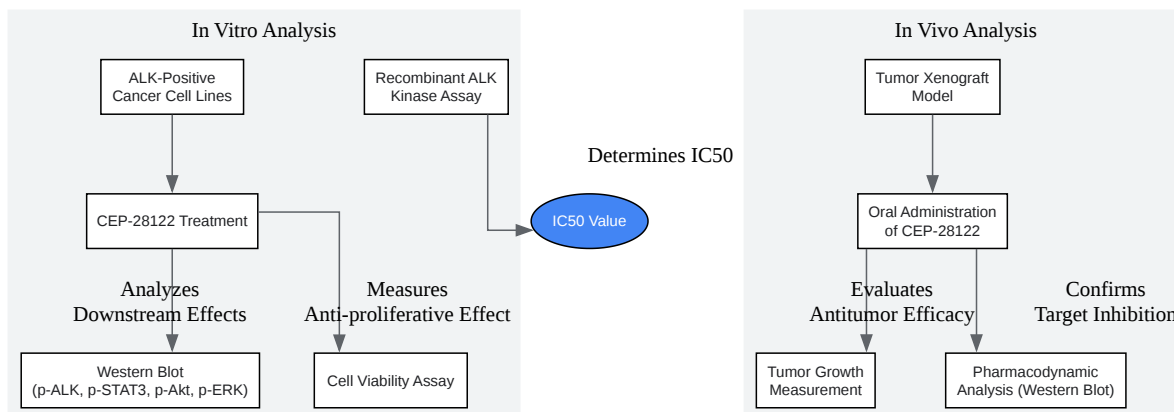 In Vitro Analysis
ALK-Positive
Cancer Cell Lines
Recombinant ALK
Kinase Assay
Determines IC50
CEP-28122 Treatment
IC50 Value
Analyzes
Downstream Effects
Measures
Anti-proliferative Effect
Western Blot
(p-ALK, p-STAT3, p-Akt, p-ERK)
Cell Viability Assay
In Vivo Analysis
Tumor Xenograft
Model
Oral Administration
of CEP-28122
Evaluates
Antitumor Efficacy
Confirms
Target Inhibition
Tumor Growth
Measurement
Pharmacodynamic
Analysis (Western Blot)